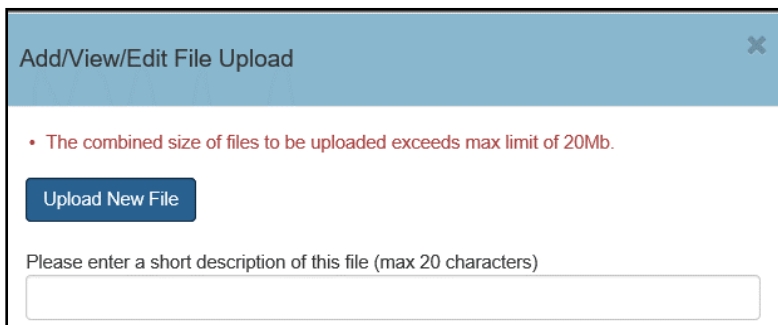 Add/View/Edit File Upload
• The combined size of files to be uploaded exceeds max limit of 20Mb.
Upload New File
Please enter a short description of this file (max 20 characters)